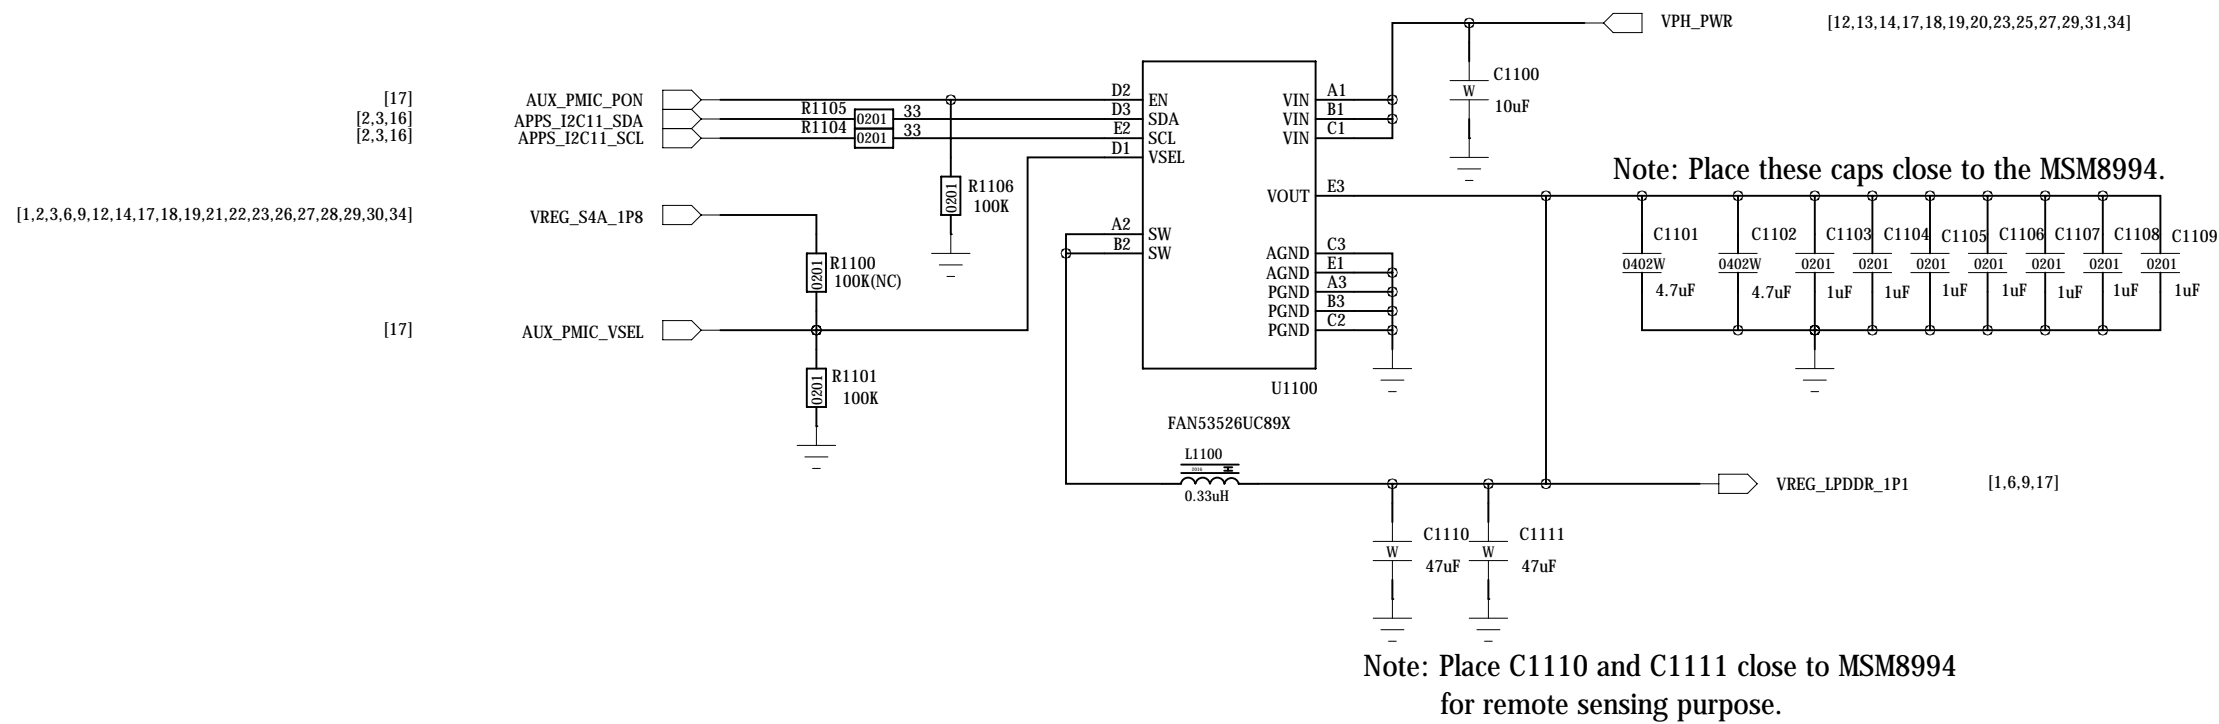 VPH_PWR [12,13,14,17,18,19,20,23,25,27,29,31,34]
C1100
W
10uF
[17] AUX_PMIC_PON D2 EN VIN A1
[2,3,16] APPS_I2C11_SDA R1105 0201 33 D3 SDA VIN B1
[2,3,16] APPS_I2C11_SCL R1104 0201 33 E2 SCL VIN C1
D1 VSEL
Note: Place these caps close to the MSM8994.
R1106
0201
100K
VOUT E3
[1,2,3,6,9,12,14,17,18,19,21,22,23,26,27,28,29,30,34] VREG_S4A_1P8
A2 SW
B2 SW
C1101 C1102 C1103 C1104 C1105 C1106 C1107 C1108 C1109
0402W 0402W 0201 0201 0201 0201 0201 0201 0201
4.7uF 4.7uF 1uF 1uF 1uF 1uF 1uF 1uF 1uF
AGND C3
AGND E1
PGND A3
PGND B3
PGND C2
R1100
0201
100K(NC)
[17] AUX_PMIC_VSEL
R1101
0201
100K
U1100
FAN53526UC89X
L1100
2016
0.33uH
VREG_LPDDR_1P1 [1,6,9,17]
C1110 C1111
W W
47uF 47uF
Note: Place C1110 and C1111 close to MSM8994
for remote sensing purpose.